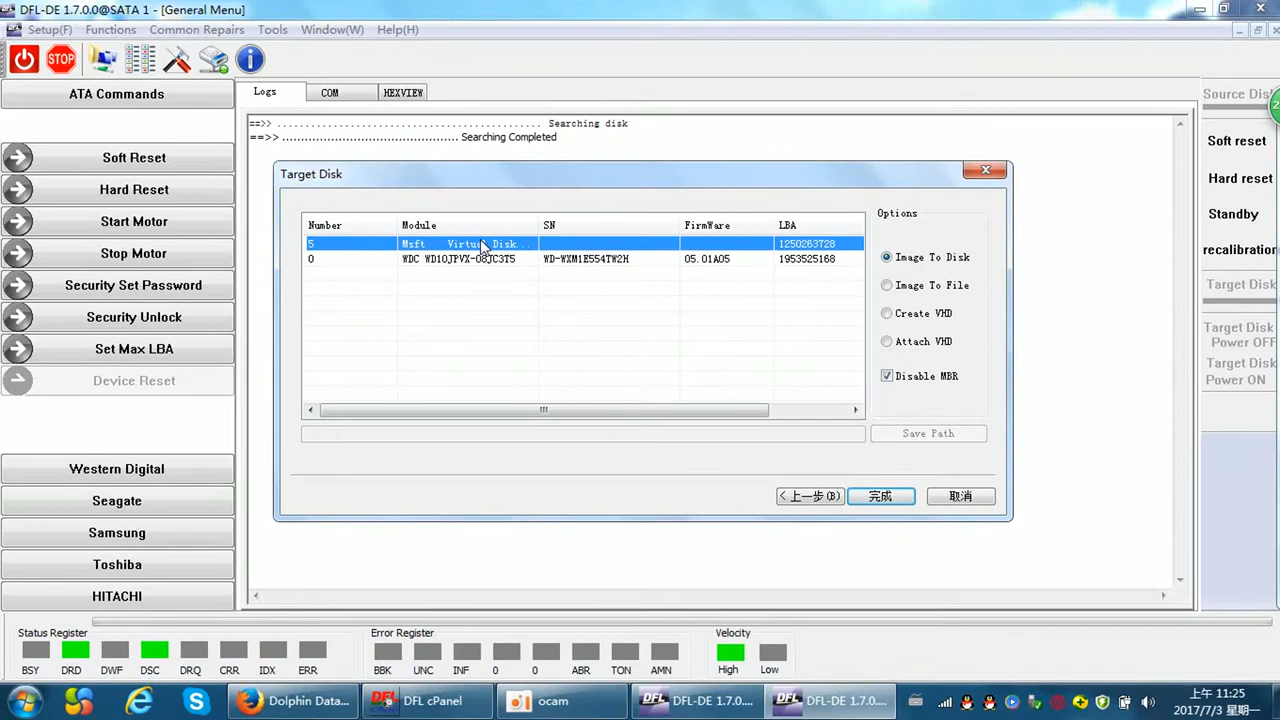 DFL-DE 1.7.0.0@SATA 1 - [General Menu]
Setup(F) Functions Common Repairs Tools Window(W) Help(H)
STOP
ATA Commands
Soft Reset
Hard Reset
Start Motor
Stop Motor
Security Set Password
Security Unlock
Set Max LBA
Device Reset
Western Digital
Seagate
Samsung
Toshiba
HITACHI
Logs COM HEXVIEW
==>> Searching disk
==>> Searching Completed
Target Disk
Number Module SN FirmWare LBA
5 Msft Virtual Disk... 1250263728
0 WDC WD10JPVX-08JC3T5 WD-WXM1E554TW2H 05.01A05 1953525168
Options
Image To Disk
Image To File
Create VHD
Attach VHD
Disable MBR
Save Path
< 上一步(B) 完成 取消
Source Dis
Soft reset
Hard reset
Standby
recalibration
Target Disk
Target Disk
Power OFF
Target Disk
Power ON
2
Status Register
BSY DRD DWF DSC DRQ CRR IDX ERR
Error Register
BBK UNC INF 0 0 ABR TON AMN
Velocity
High Low
Dolphin Data... DFL cPanel ocam DFL-DE 1.7.0.... DFL-DE 1.7.0....
上午 11:25
2017/7/3 星期一